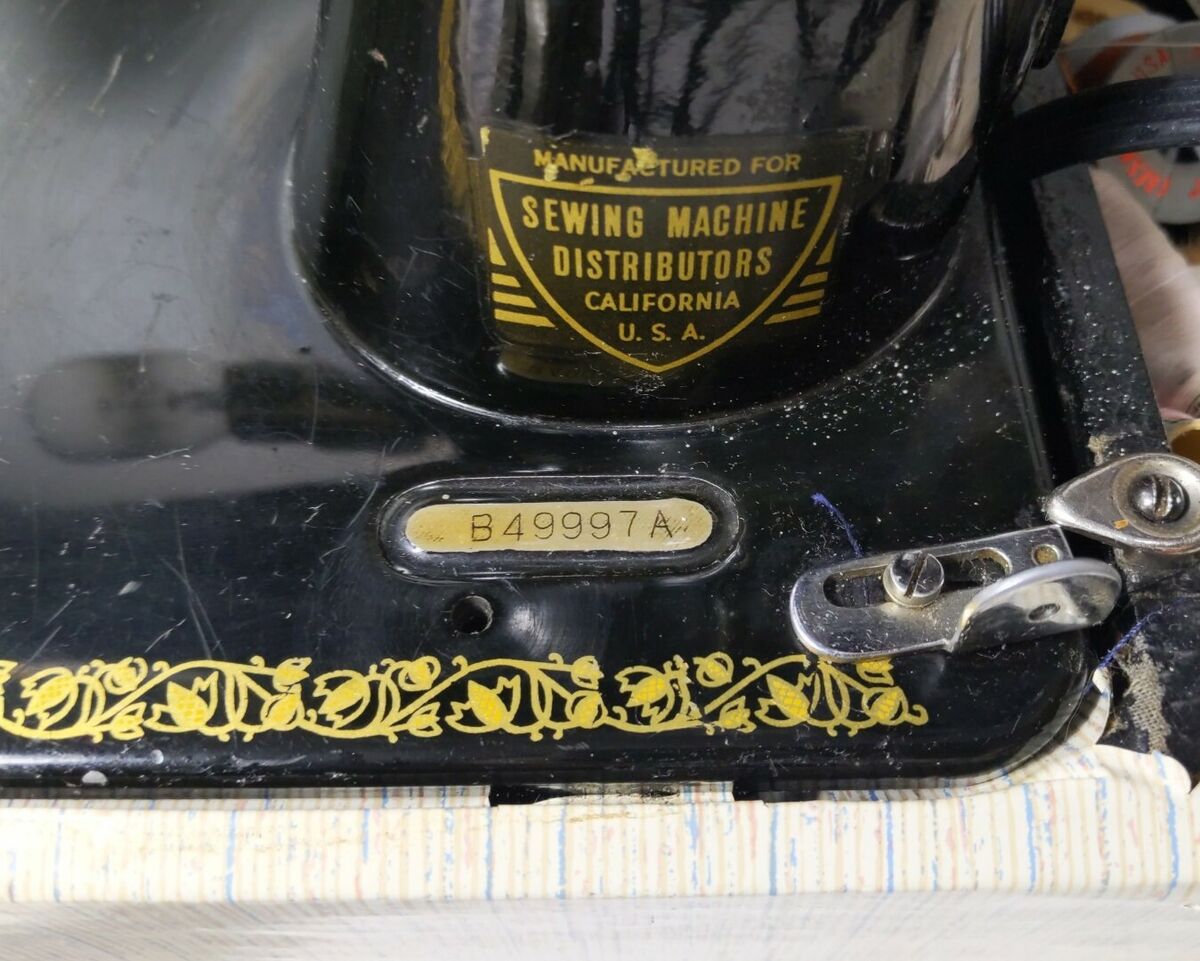 MANUFACTURED FOR
SEWING MACHINE
DISTRIBUTORS
CALIFORNIA
U. S. A.
B49997A